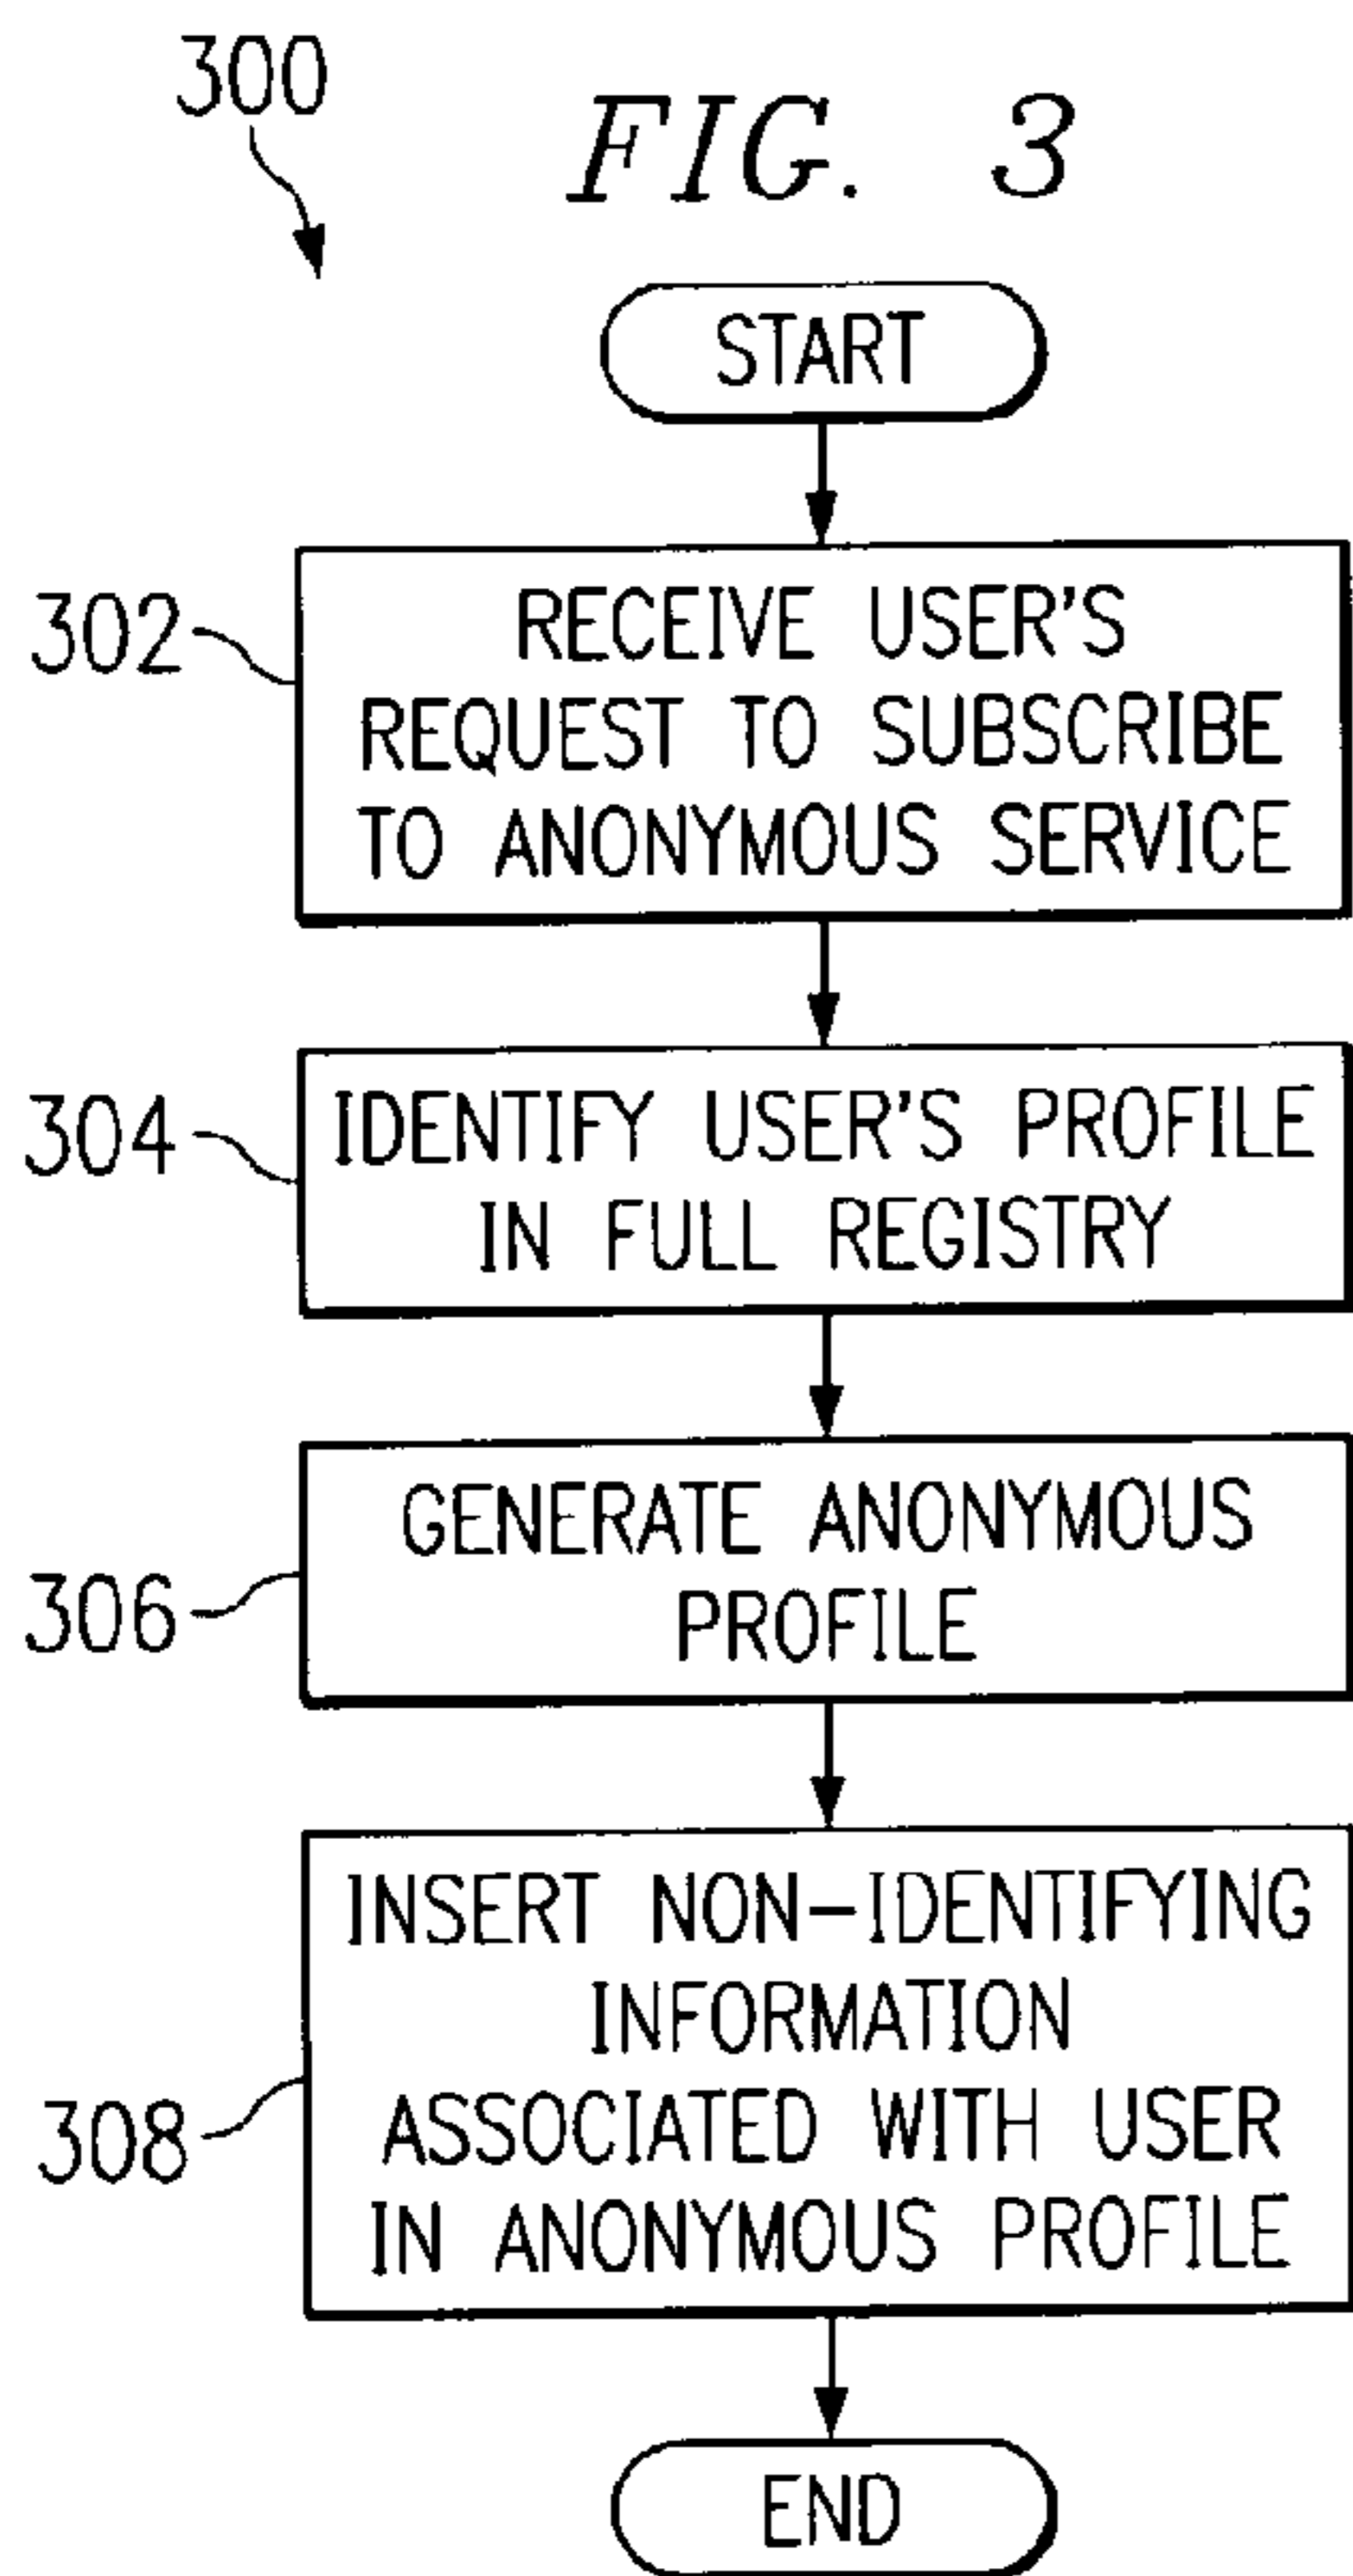 300
FIG. 3
START
302
RECEIVE USER'S
REQUEST TO SUBSCRIBE
TO ANONYMOUS SERVICE
304
IDENTIFY USER'S PROFILE
IN FULL REGISTRY
306
GENERATE ANONYMOUS
PROFILE
308
INSERT NON-IDENTIFYING
INFORMATION
ASSOCIATED WITH USER
IN ANONYMOUS PROFILE
END